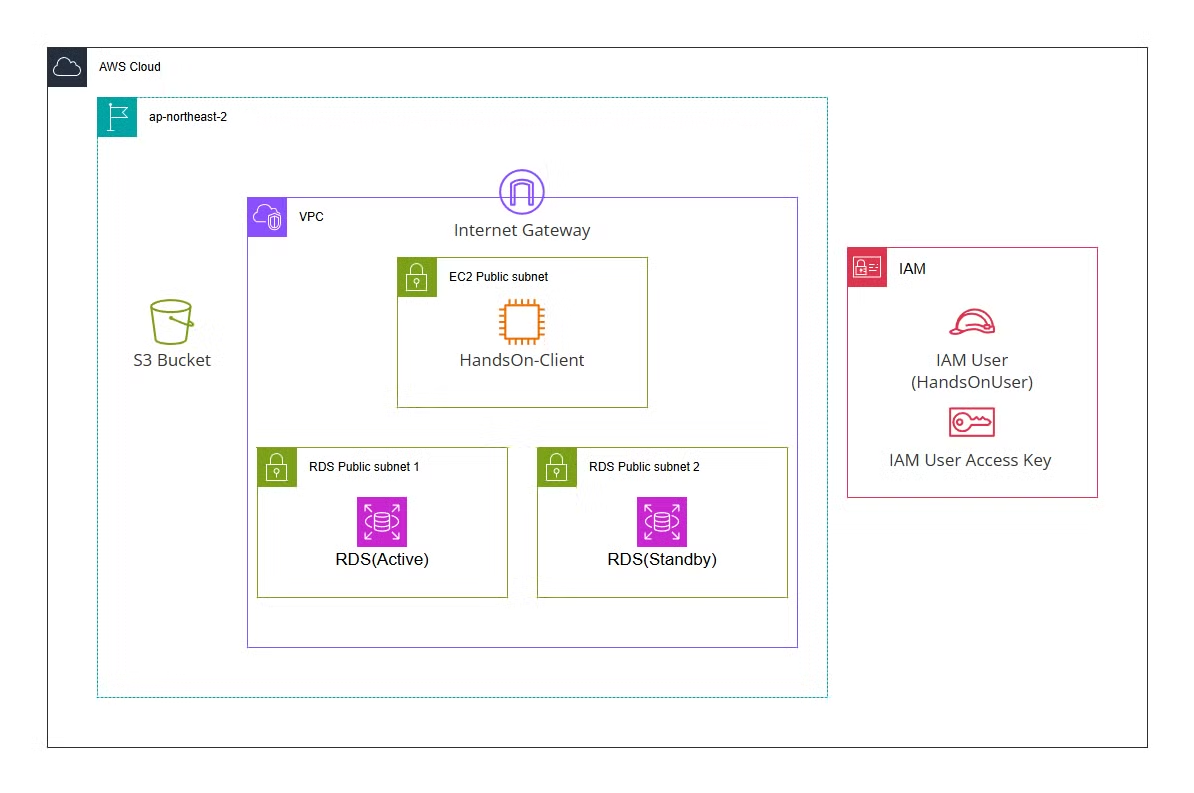 AWS Cloud
ap-northeast-2
VPC
Internet Gateway
EC2 Public subnet
HandsOn-Client
S3 Bucket
RDS Public subnet 1
RDS(Active)
RDS Public subnet 2
RDS(Standby)
IAM
IAM User
(HandsOnUser)
IAM User Access Key